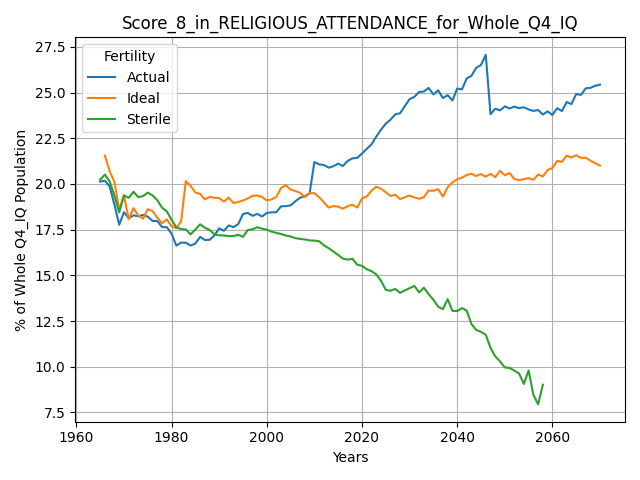 Score_8_in_RELIGIOUS_ATTENDANCE_for_Whole_Q4_IQ
% of Whole Q4_IQ Population
27.5
25.0
22.5
20.0
17.5
15.0
12.5
10.0
7.5
Fertility
Actual
Ideal
Sterile
1960
1980
2000
2020
2040
2060
Years